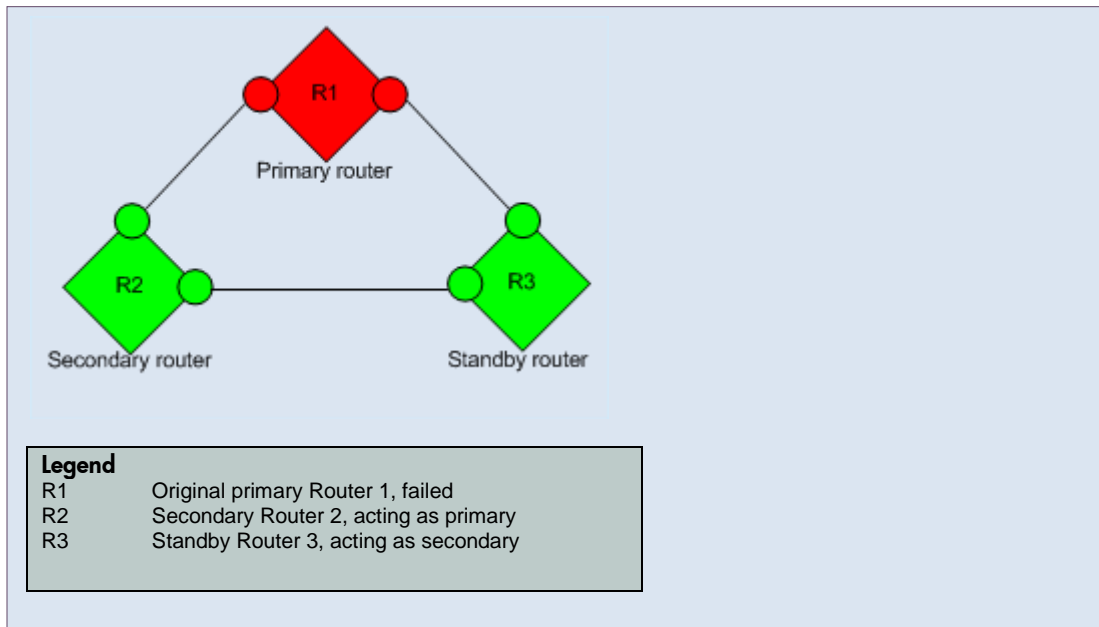 R1
Primary router
R2
R3
Secondary router
Standby router
Legend
R1 Original primary Router 1, failed
R2 Secondary Router 2, acting as primary
R3 Standby Router 3, acting as secondary